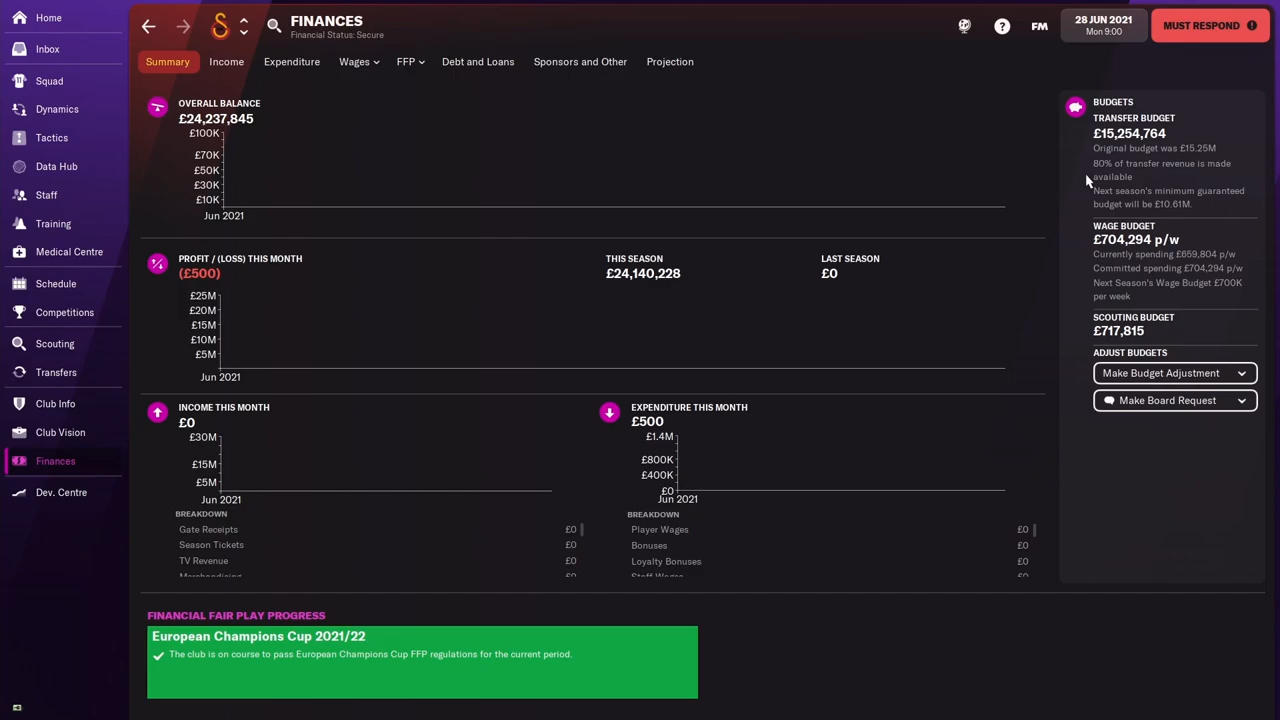 Home
Inbox
Squad
Dynamics
Tactics
Data Hub
Staff
Training
Medical Centre
Schedule
Competitions
Scouting
Transfers
Club Info
Club Vision
Finances
Dev. Centre
FINANCES
Financial Status: Secure
FM
28 JUN 2021
Mon 9:00
MUST RESPOND
Summary
Income
Expenditure
Wages
FFP
Debt and Loans
Sponsors and Other
Projection
OVERALL BALANCE
£24,237,845
£100K
£70K
£50K
£30K
£10K
Jun 2021
PROFIT / (LOSS) THIS MONTH
(£500)
THIS SEASON
£24,140,228
LAST SEASON
£0
£25M
£20M
£15M
£10M
£5M
Jun 2021
INCOME THIS MONTH
£0
£30M
£15M
£5M
Jun 2021
BREAKDOWN
Gate Receipts £0
Season Tickets £0
TV Revenue £0
Merchandising £0
EXPENDITURE THIS MONTH
£500
£1.4M
£800K
£400K
£0
Jun 2021
BREAKDOWN
Player Wages £0
Bonuses £0
Loyalty Bonuses £0
Staff Wages £0
FINANCIAL FAIR PLAY PROGRESS
European Champions Cup 2021/22
The club is on course to pass European Champions Cup FFP regulations for the current period.
BUDGETS
TRANSFER BUDGET
£15,254,764
Original budget was £15.25M
80% of transfer revenue is made
available
Next season's minimum guaranteed
budget will be £10.61M.
WAGE BUDGET
£704,294 p/w
Currently spending £659,804 p/w
Committed spending £704,294 p/w
Next Season's Wage Budget £700K
per week
SCOUTING BUDGET
£717,815
ADJUST BUDGETS
Make Budget Adjustment
Make Board Request